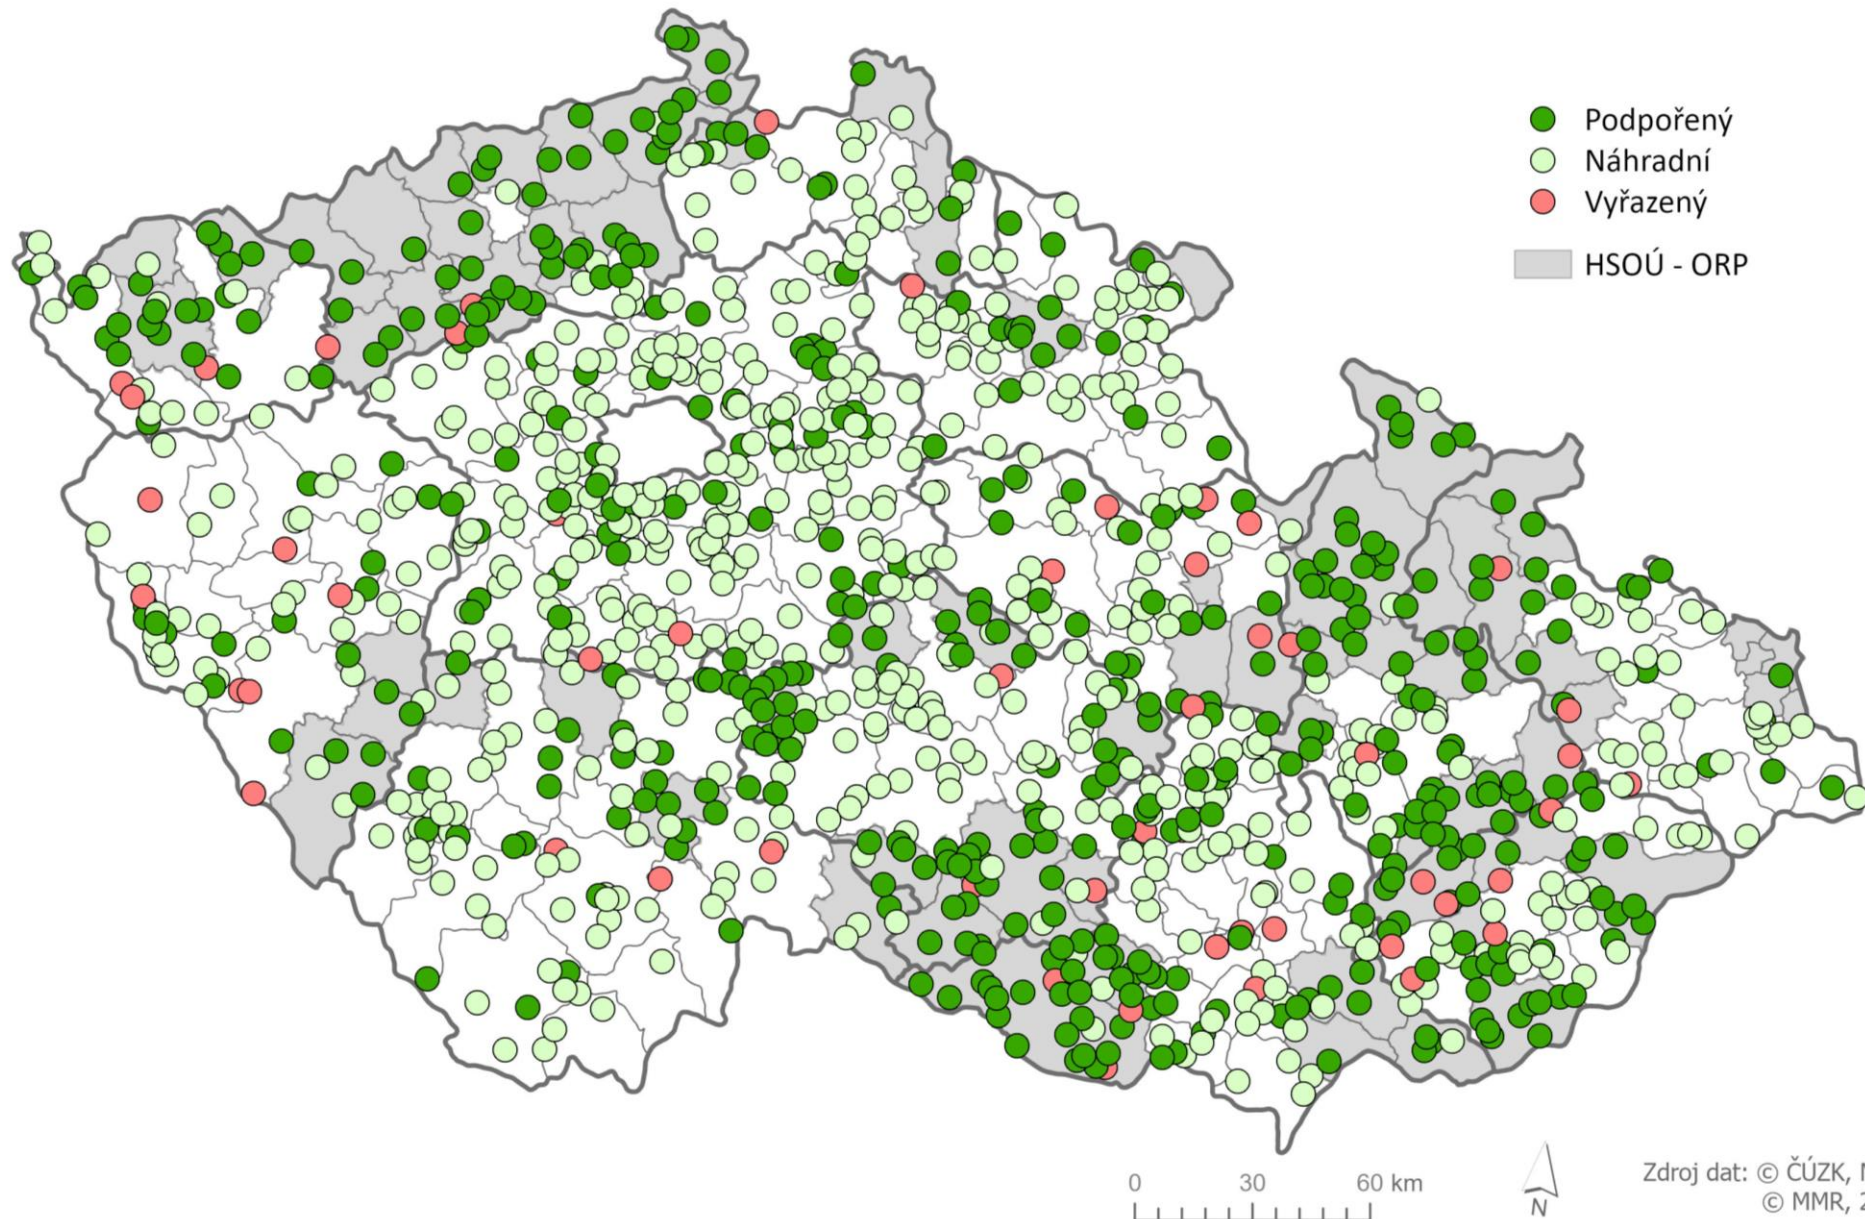 Podpořený
Náhradní
Vyřazený
HSOÚ - ORP
0 30 60 km
N
Zdroj dat: © ČÚZK,
© MMR,